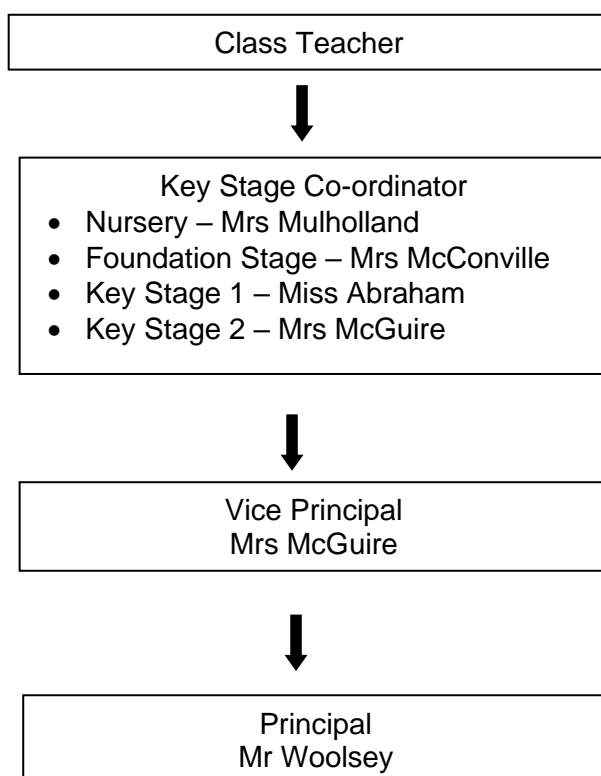 Class Teacher
Key Stage Co-ordinator
• Nursery – Mrs Mulholland
• Foundation Stage – Mrs McConville
• Key Stage 1 – Miss Abraham
• Key Stage 2 – Mrs McGuire
Vice Principal
Mrs McGuire
Principal
Mr Woolsey